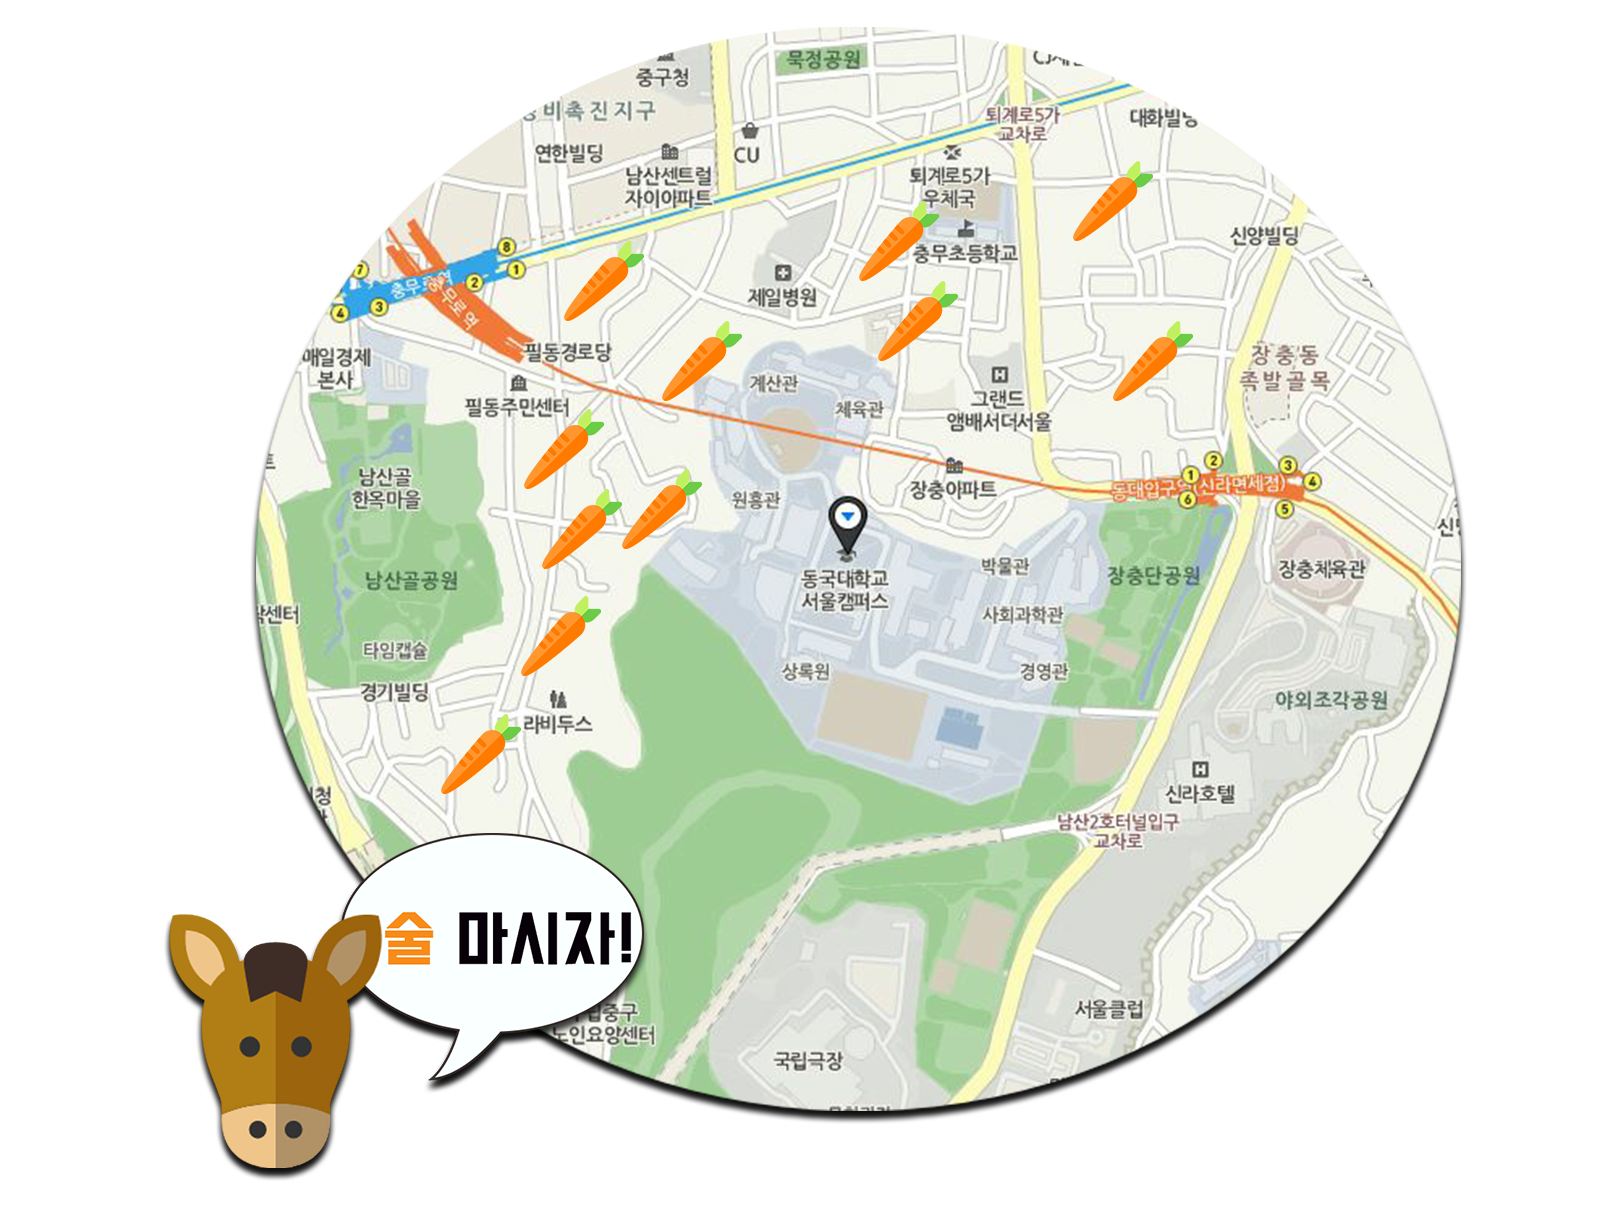 중구청
묵정공원
비촉진지구
퇴계로5가
교차로
대화빌딩
연한빌딩
CU
남산센트럴
자이아파트
퇴계로5가
우체국
신양빌딩
충무초등학교
8
7
1
2
3
4
충무로역
충무로역
제일병원
필동경로당
매일경제
본사
장충동
족발골목
계산관
그랜드
앰배서더서울
체육관
필동주민센터
남산골
한옥마을
장충아파트
1
2
3
4
동대입구역(신라면세점)
6
5
원흥관
동국대학교
서울캠퍼스
박물관
장충단공원
장충체육관
남산골공원
사회과학관
센터
타임캡슐
상록원
경영관
경기빌딩
야외조각공원
라비두스
신라호텔
남산2호터널입구
교차로
술 마시자!
서울클럽
중구
노인요양센터
국립극장